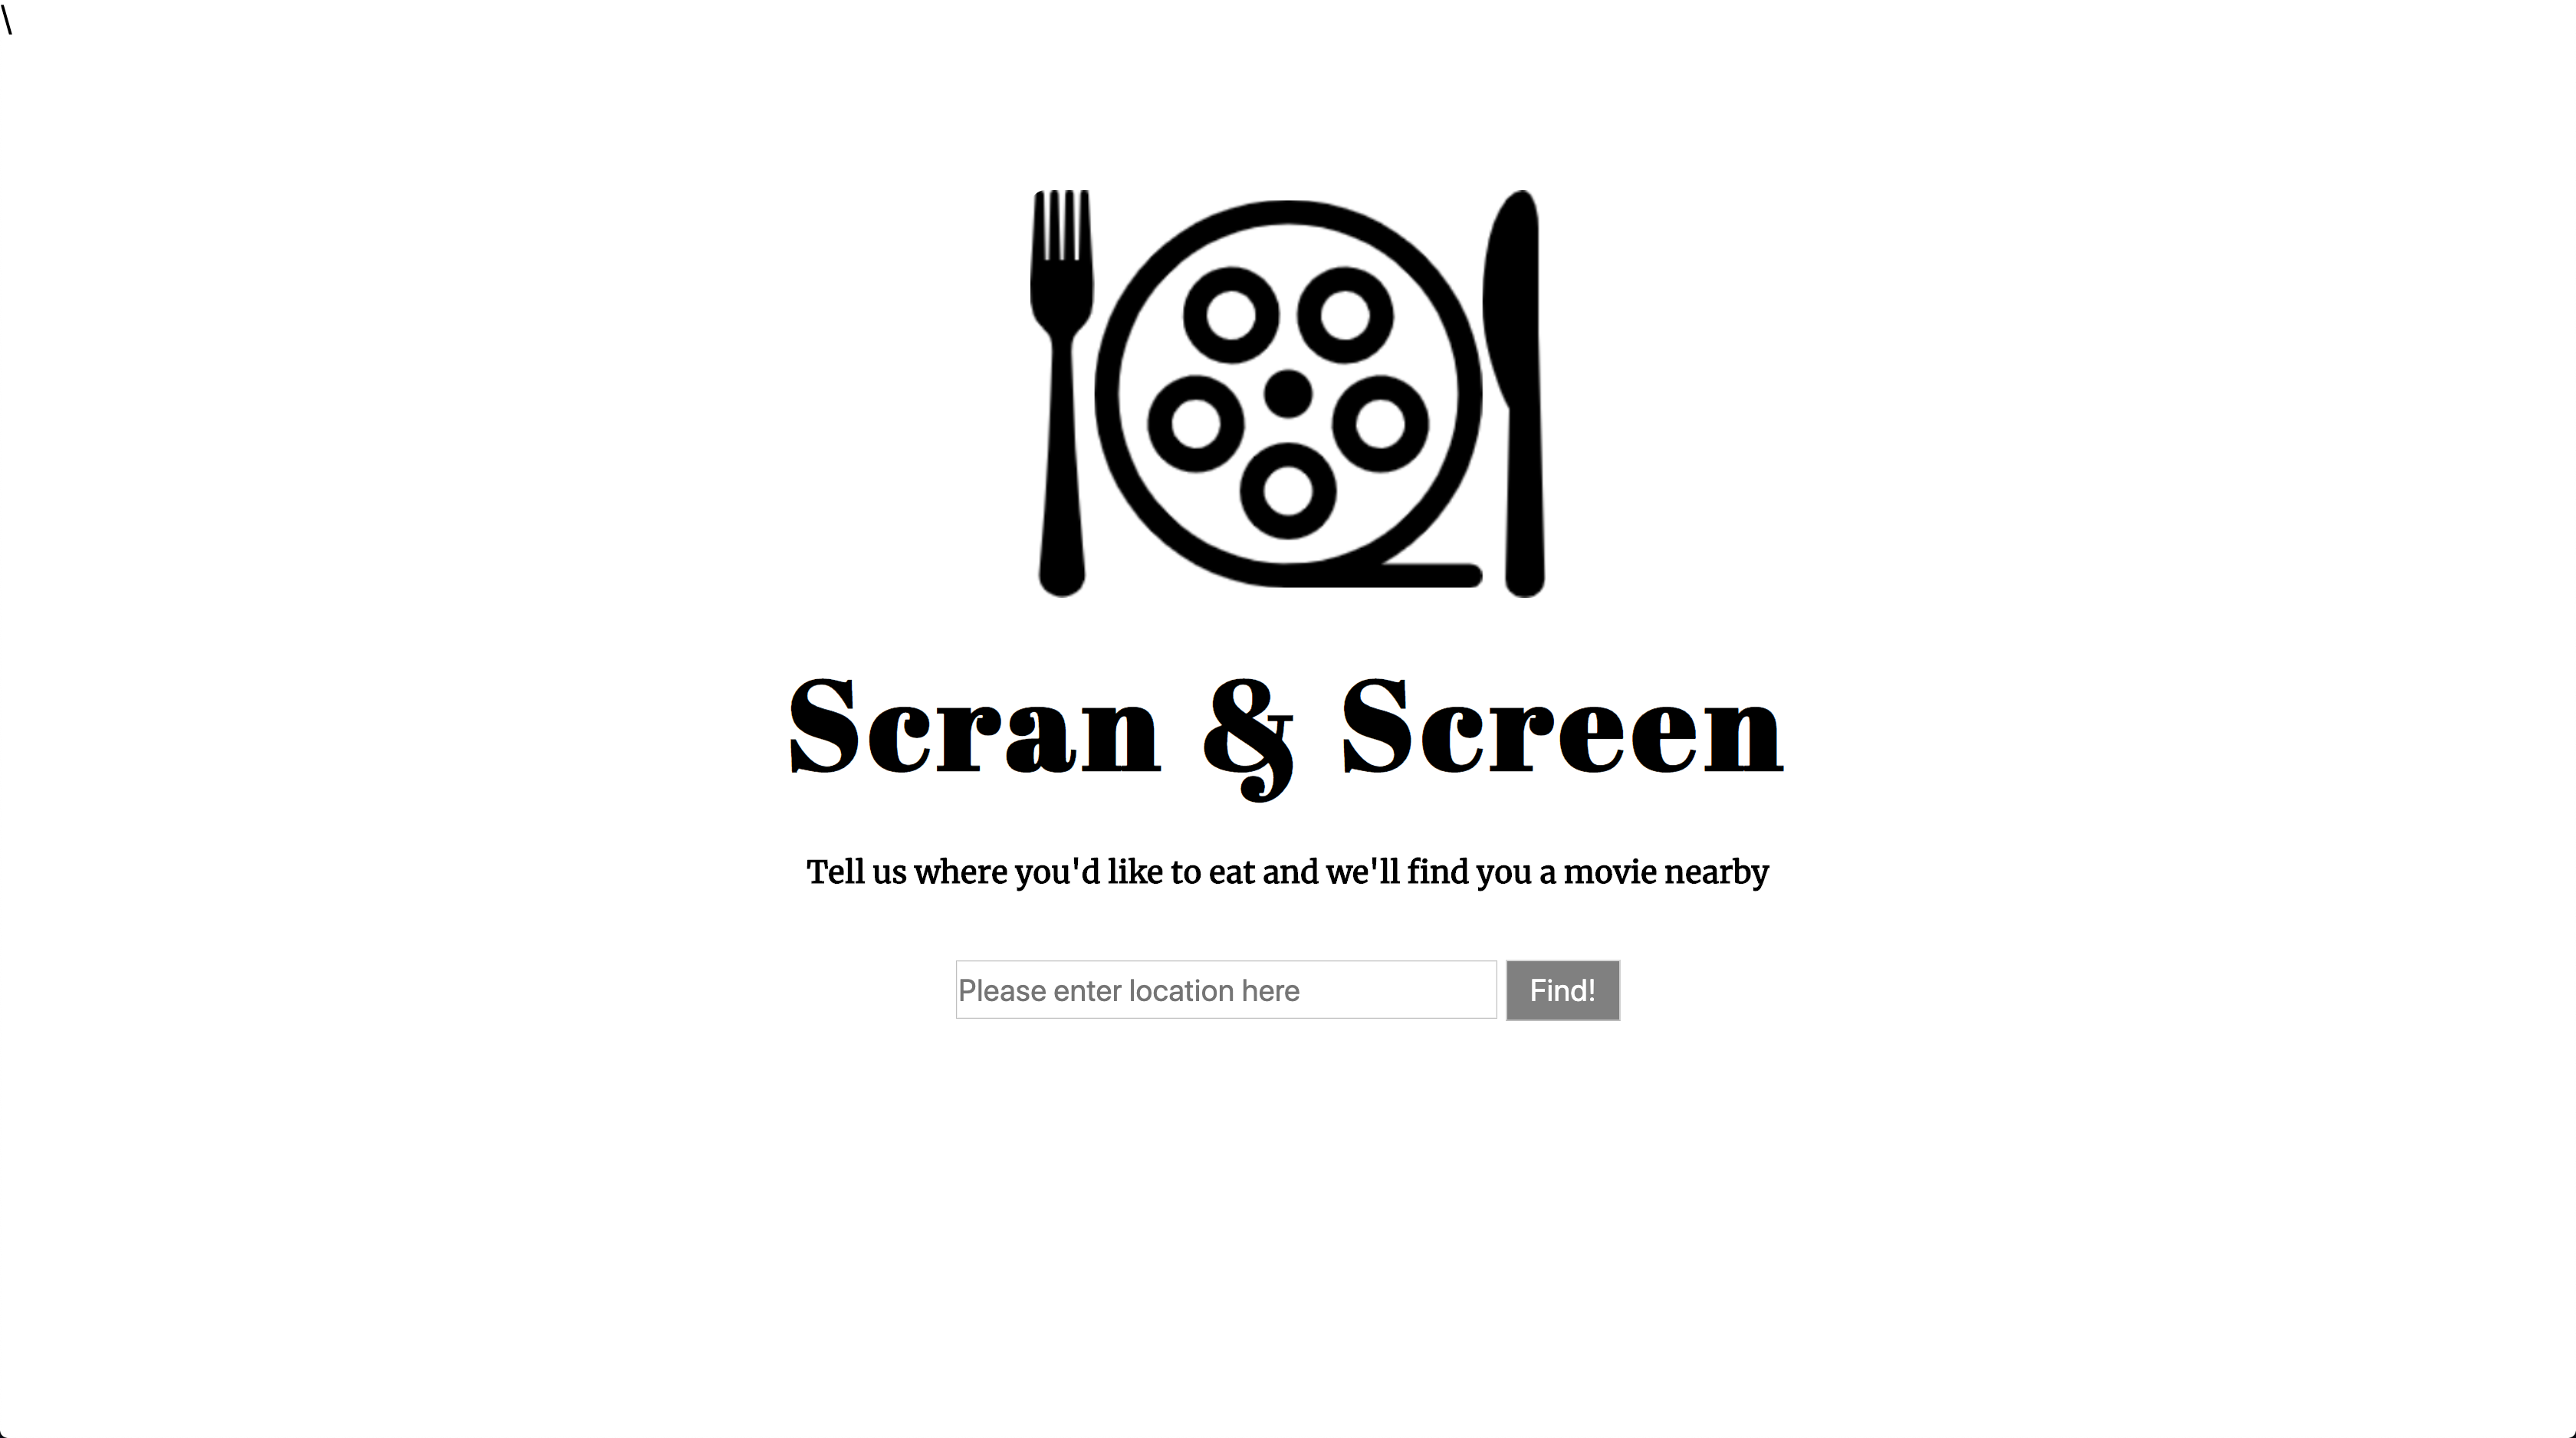 \
Scran & Screen
Tell us where you'd like to eat and we'll find you a movie nearby
Please enter location here Find!